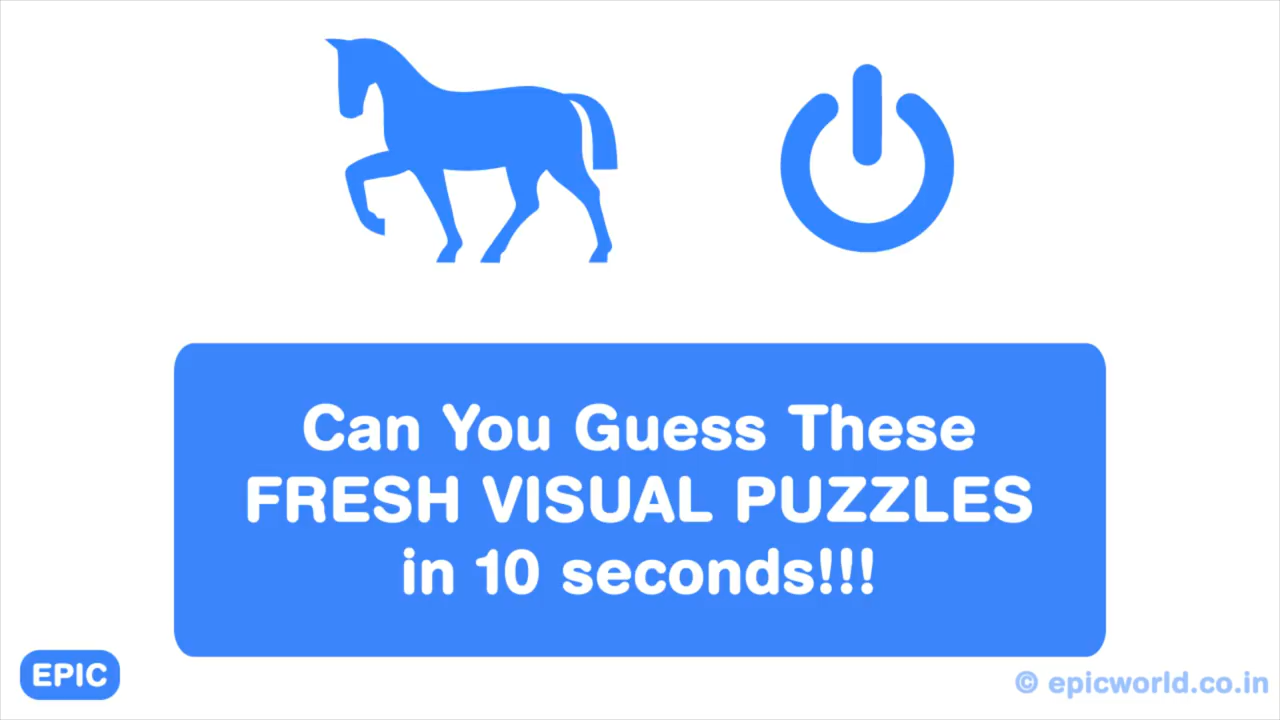 Can You Guess These
FRESH VISUAL PUZZLES
in 10 seconds!!!
EPIC
© epicworld.co.in